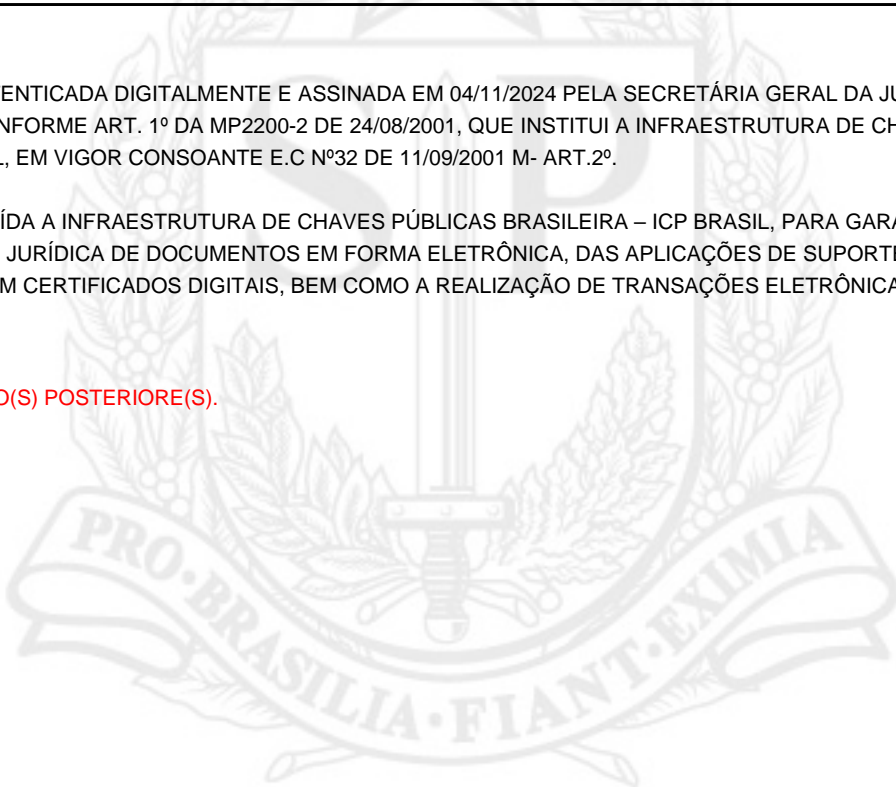 ENTICADA DIGITALMENTE E ASSINADA EM 04/11/2024 PELA SECRETÁRIA GERAL DA JU
NFORME ART. 1º DA MP2200-2 DE 24/08/2001, QUE INSTITUI A INFRAESTRUTURA DE CH
L, EM VIGOR CONSOANTE E.C Nº32 DE 11/09/2001 M- ART.2º.
ÍDA A INFRAESTRUTURA DE CHAVES PÚBLICAS BRASILEIRA – ICP BRASIL, PARA GARA
JURÍDICA DE DOCUMENTOS EM FORMA ELETRÔNICA, DAS APLICAÇÕES DE SUPORTE
M CERTIFICADOS DIGITAIS, BEM COMO A REALIZAÇÃO DE TRANSAÇÕES ELETRÔNICA
O(S) POSTERIORE(S).
SP
PRO·BRASILIA·FIANT·EXIMIA